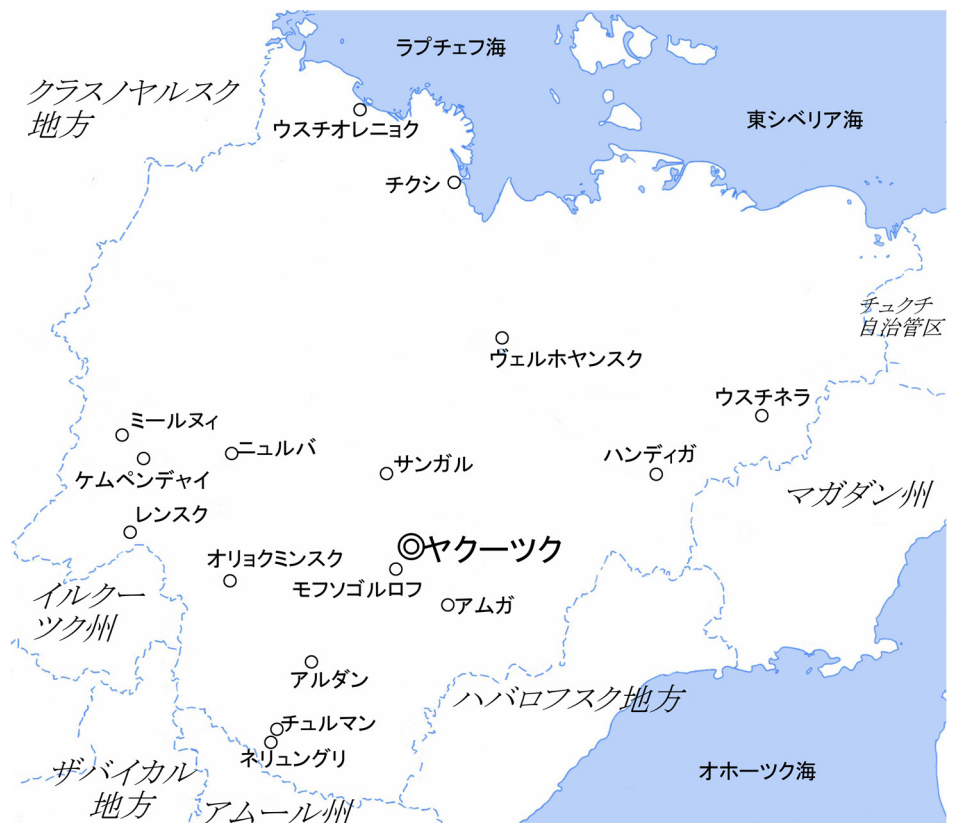 ラプチェフ海
クラスノヤルスク
地方
東シベリア海
ウスチオレニョク
チクシ
チュクチ
自治管区
ヴェルホヤンスク
ウスチネラ
ミールヌィ
ニュルバ
ハンディガ
サンガル
ケムペンデャイ
マガダン州
レンスク
ヤクーツク
オリョクミンスク
モフソゴルロフ
イルクー
ツク州
アムガ
アルダン
ハバロフスク地方
チュルマン
ネリュングリ
ザバイカル
地方
オホーツク海
アムール州